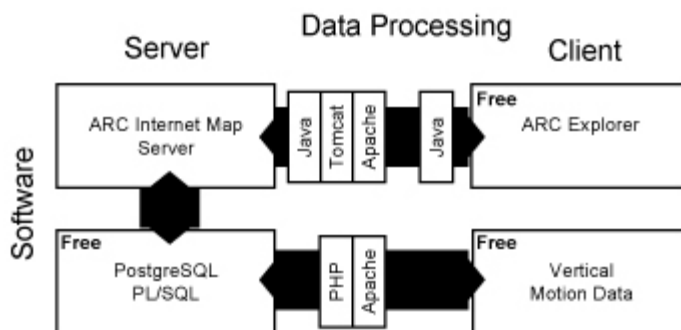 Data Processing
Server
Client
Software
ARC Internet Map
Server
Java
Tomcat
Apache
Java
Free
ARC Explorer
Free
PostgreSQL
PL/SQL
PHP
Apache
Free
Vertical
Motion Data